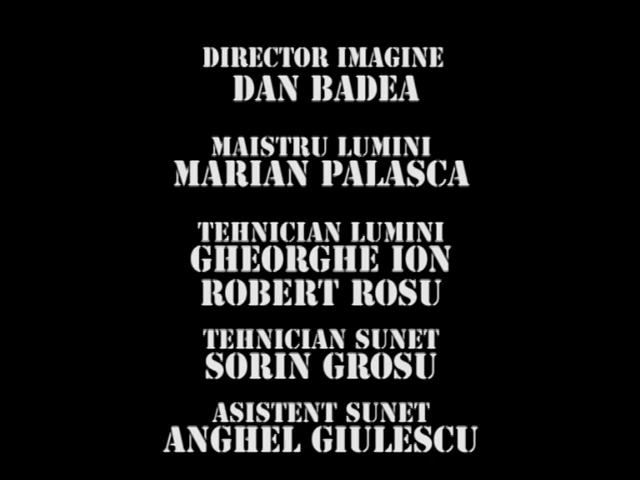 DIRECTOR IMAGINE
DAN BADEA
MAISTRU LUMINI
MARIAN PALASCA
TEHNICIAN LUMINI
GHEORGHE ION
ROBERT ROSU
TEHNICIAN SUNET
SORIN GROSU
ASISTENT SUNET
ANGHEL GIULESCU